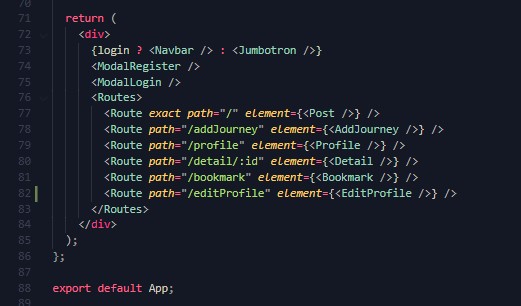 70
71 return (
72 <div>
73 {login ? <Navbar /> : <Jumbotron />}
74 <ModalRegister />
75 <ModalLogin />
76 <Routes>
77 <Route exact path="/" element={<Post />} />
78 <Route path="/addJourney" element={<AddJourney />} />
79 <Route path="/profile" element={<Profile />} />
80 <Route path="/detail/:id" element={<Detail />} />
81 <Route path="/bookmark" element={<Bookmark />} />
82 <Route path="/editProfile" element={<EditProfile />} />
83 </Routes>
84 </div>
85 );
86 };
87
88 export default App;
89